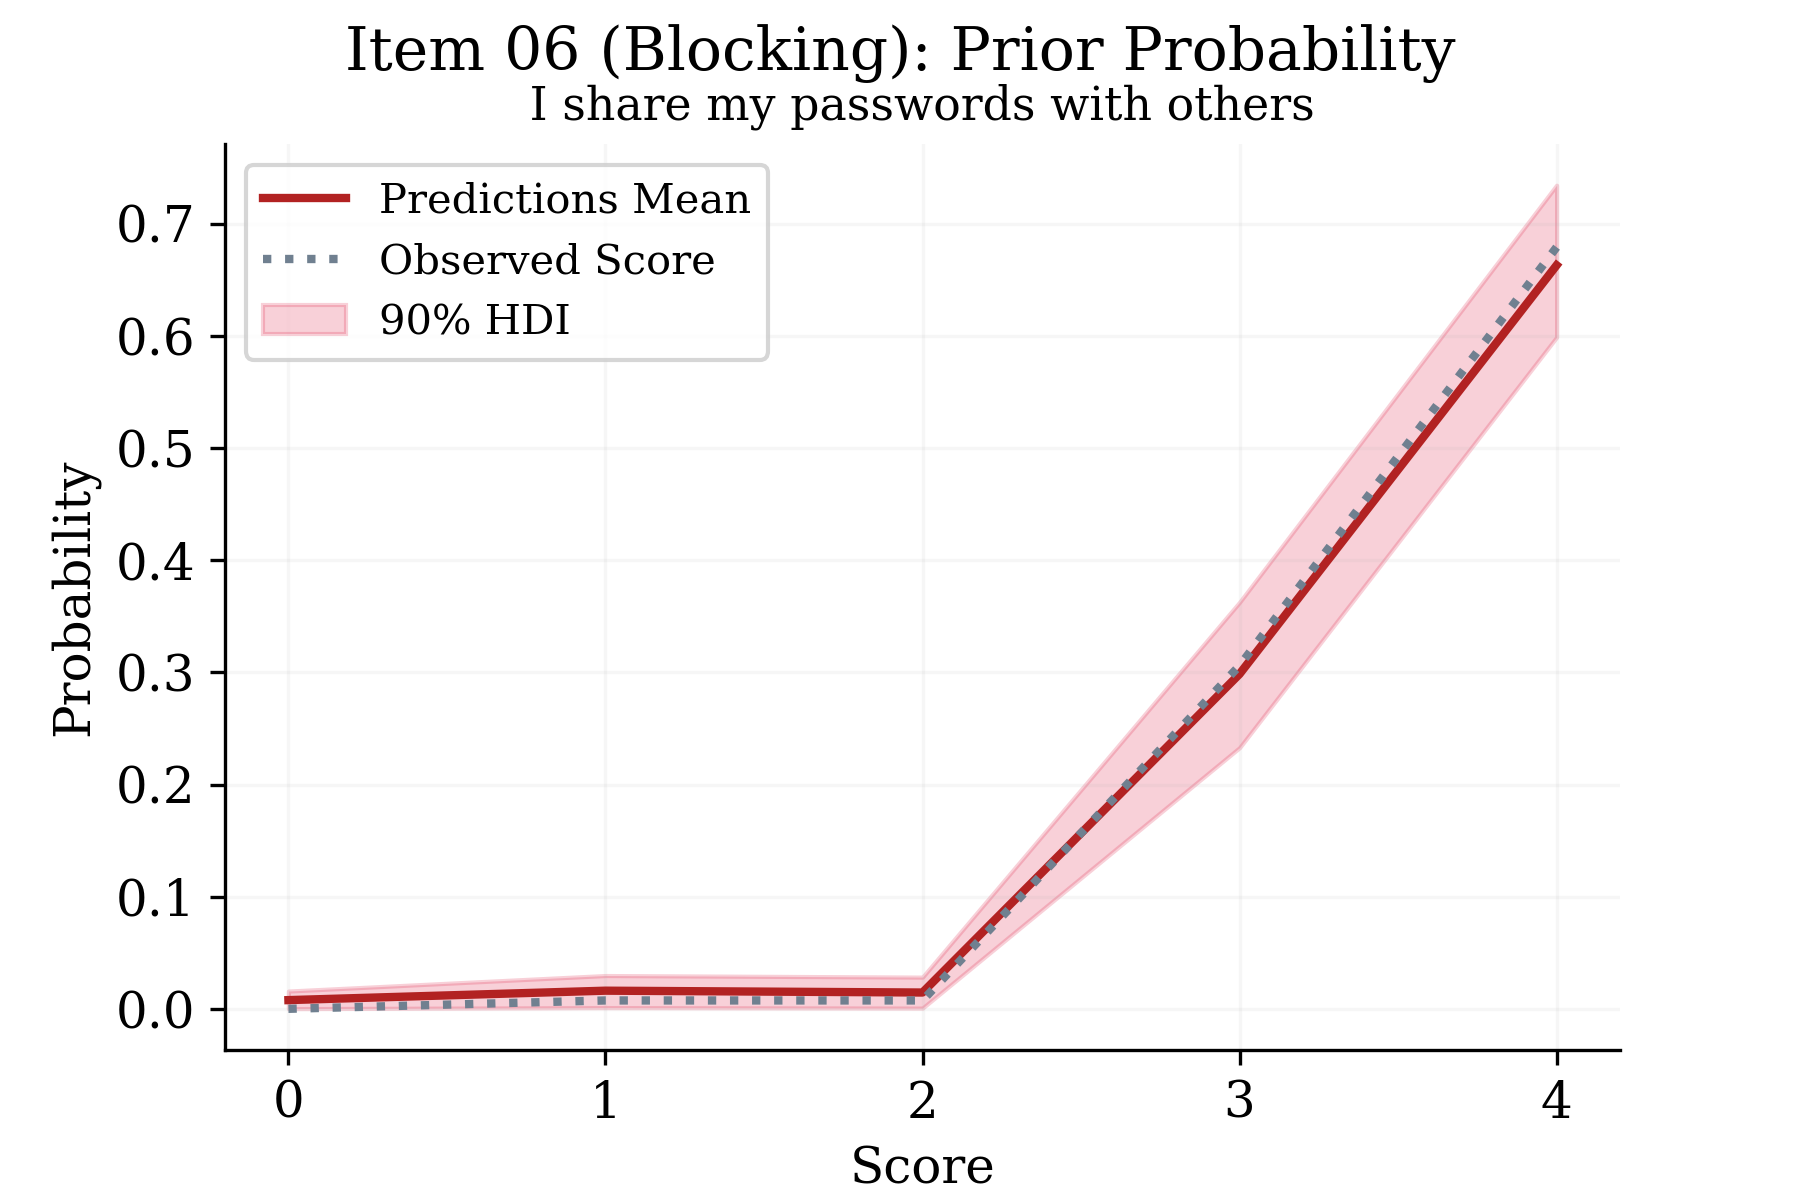 Item 06 (Blocking): Prior Probability
I share my passwords with others
Predictions Mean
Observed Score
90% HDI
0.7
0.6
0.5
0.4
0.3
0.2
0.1
0.0
Probability
0 1 2 3 4
Score